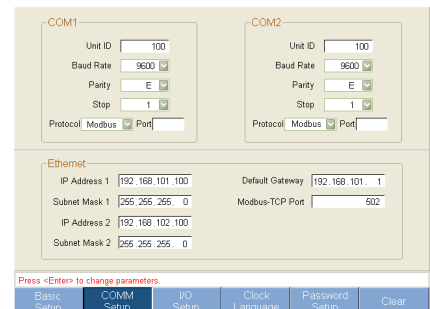 COM1
Unit ID 100
Baud Rate 9600
Parity E
Stop 1
Protocol Modbus Port
COM2
Unit ID 100
Baud Rate 9600
Parity E
Stop 1
Protocol Modbus Port
Ethernet
IP Address 1 192.168.101.100
Subnet Mask 1 255.255.255. 0
IP Address 2 192.168.102.100
Subnet Mask 2 255.255.255. 0
Default Gateway 192.168.101. 1
Modbus-TCP Port 502
Press <Enter> to change parameters.
Basic Setup
COMM Setup
I/O Setup
Clock Language
Password Setup
Clear